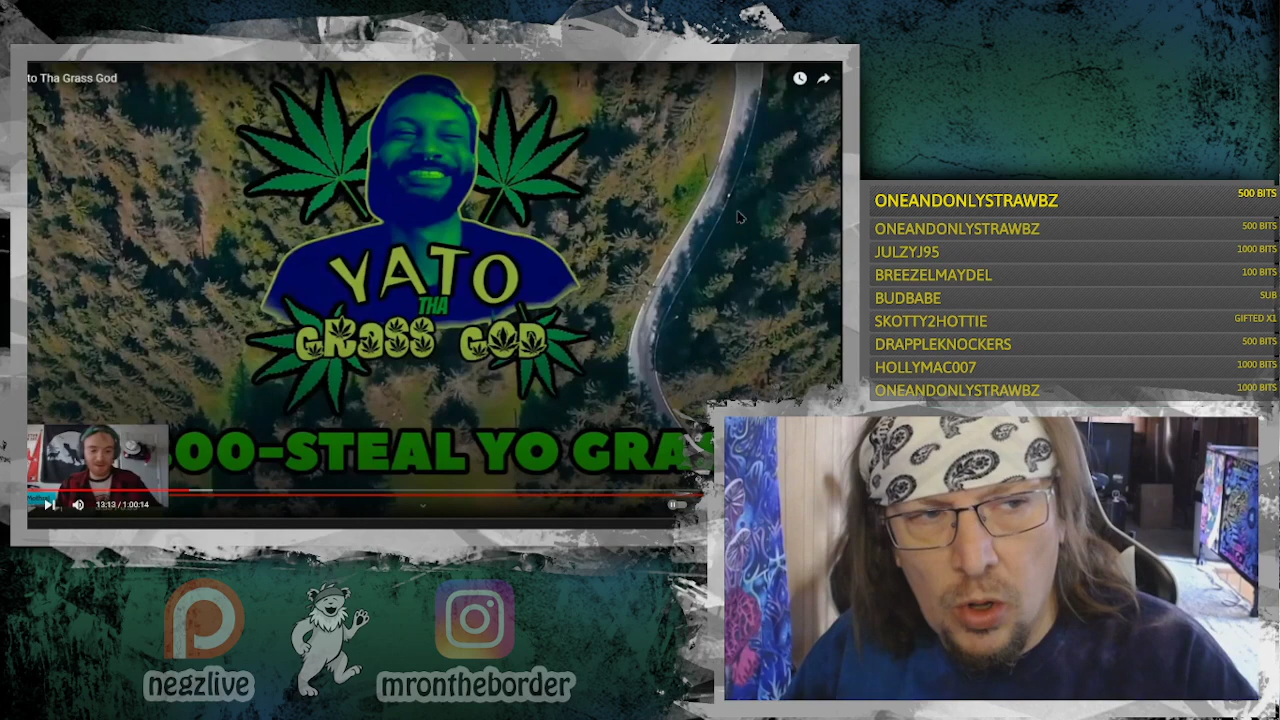 to Tha Grass God
YATO
THA
GRASS GOD
00-STEAL YO GRAS
13:13 / 1:00:14
ONEANDONLYSTRAWBZ 500 BITS
ONEANDONLYSTRAWBZ 500 BITS
JULZYJ95 1000 BITS
BREEZELMAYDEL 100 BITS
BUDBABE SUB
SKOTTY2HOTTIE GIFTED X1
DRAPPLEKNOCKERS 500 BITS
HOLLYMAC007 1000 BITS
ONEANDONLYSTRAWBZ 1000 BITS
negzlive
mrontheborder